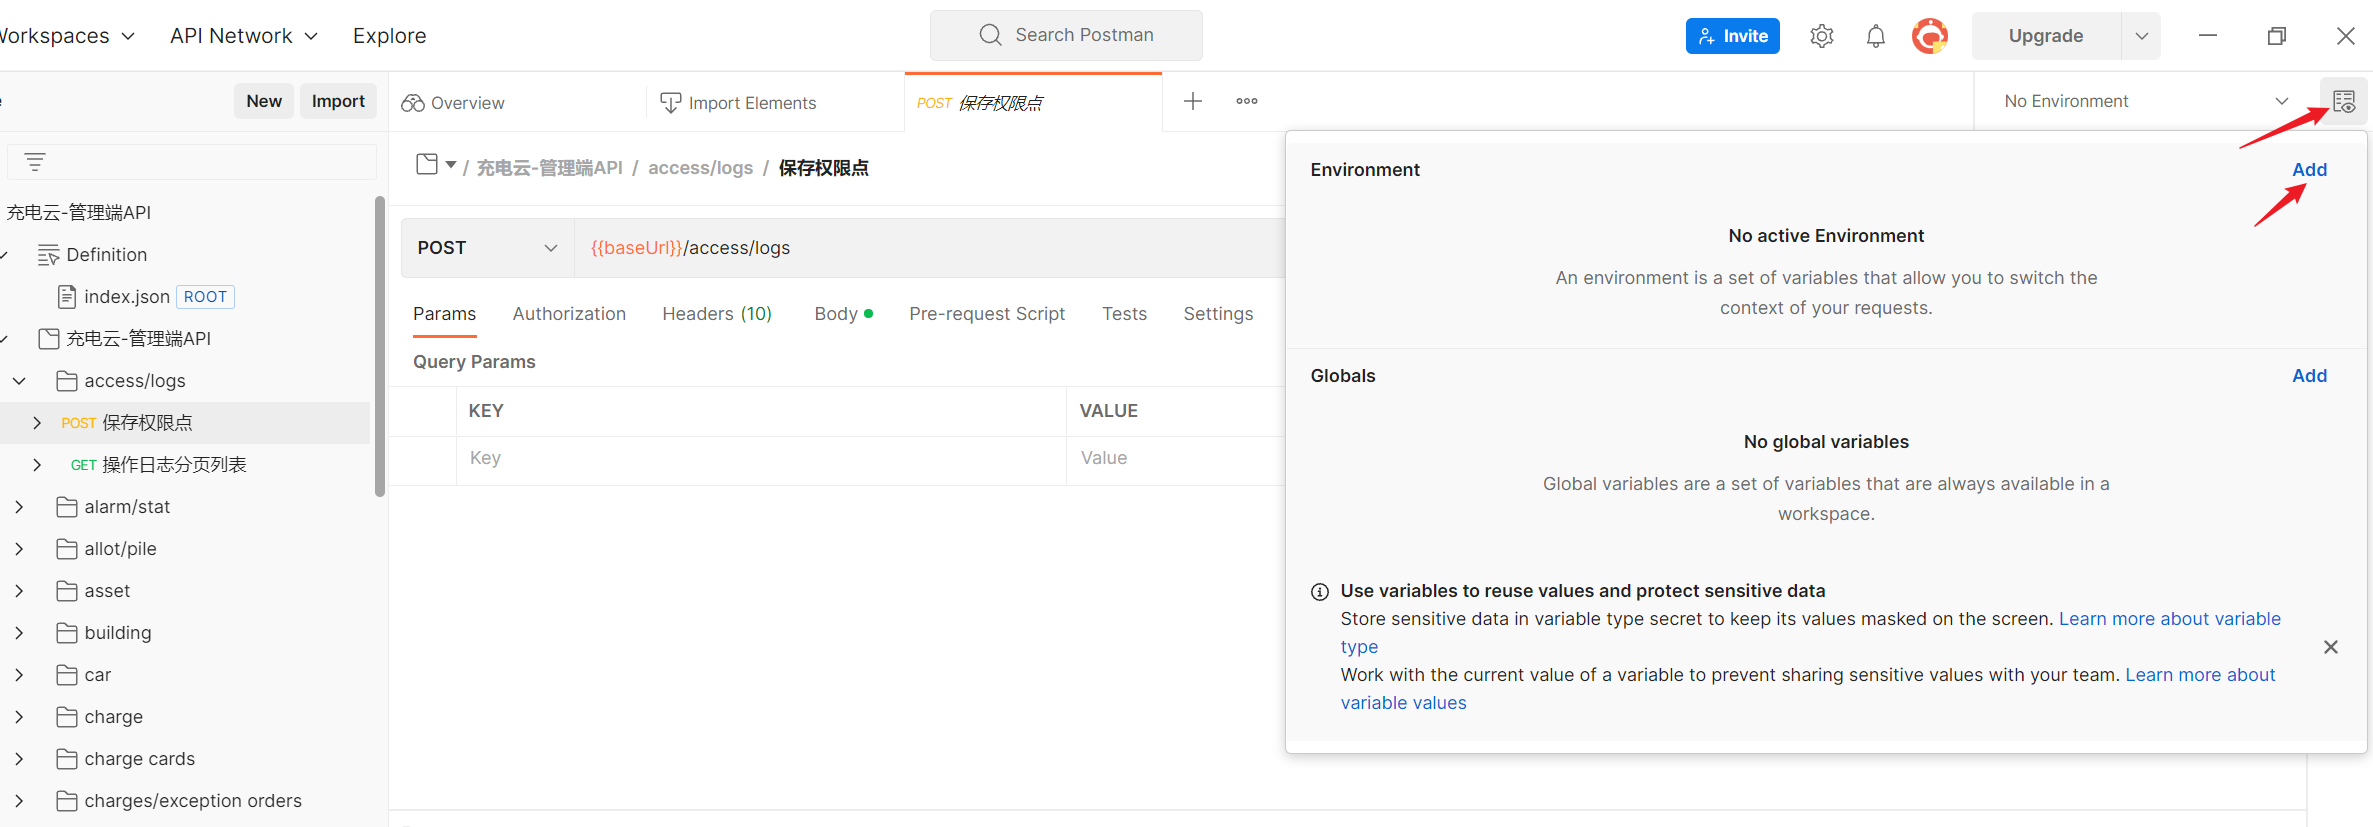 Workspaces
API Network
Explore
Search Postman
Invite
Upgrade
New
Import
Overview
Import Elements
POST 保存权限点
No Environment
/ 充电云-管理端API / access/logs / 保存权限点
充电云-管理端API
Definition
index.json ROOT
充电云-管理端API
access/logs
POST 保存权限点
GET 操作日志分页列表
alarm/stat
allot/pile
asset
building
car
charge
charge cards
charges/exception orders
POST
{{baseUrl}}/access/logs
Params
Authorization
Headers (10)
Body
Pre-request Script
Tests
Settings
Query Params
KEY
VALUE
Key
Value
Environment
Add
No active Environment
An environment is a set of variables that allow you to switch the
context of your requests.
Globals
Add
No global variables
Global variables are a set of variables that are always available in a
workspace.
Use variables to reuse values and protect sensitive data
Store sensitive data in variable type secret to keep its values masked on the screen. Learn more about variable
type
Work with the current value of a variable to prevent sharing sensitive values with your team. Learn more about
variable values